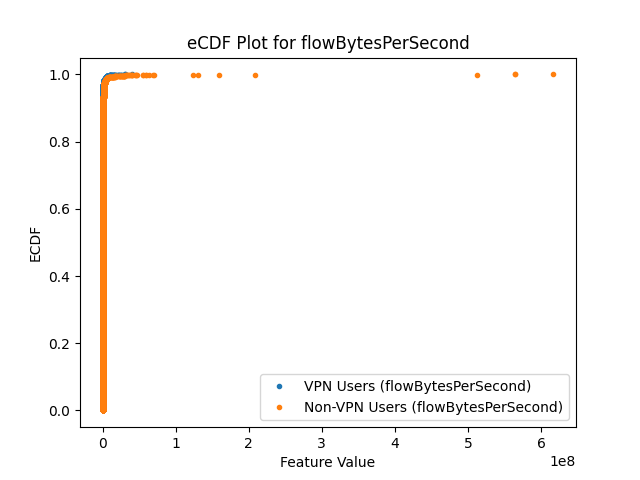 eCDF Plot for flowBytesPerSecond
ECDF
1.0
0.8
0.6
0.4
0.2
0.0
VPN Users (flowBytesPerSecond)
Non-VPN Users (flowBytesPerSecond)
0 1 2 3 4 5 6
1e8
Feature Value